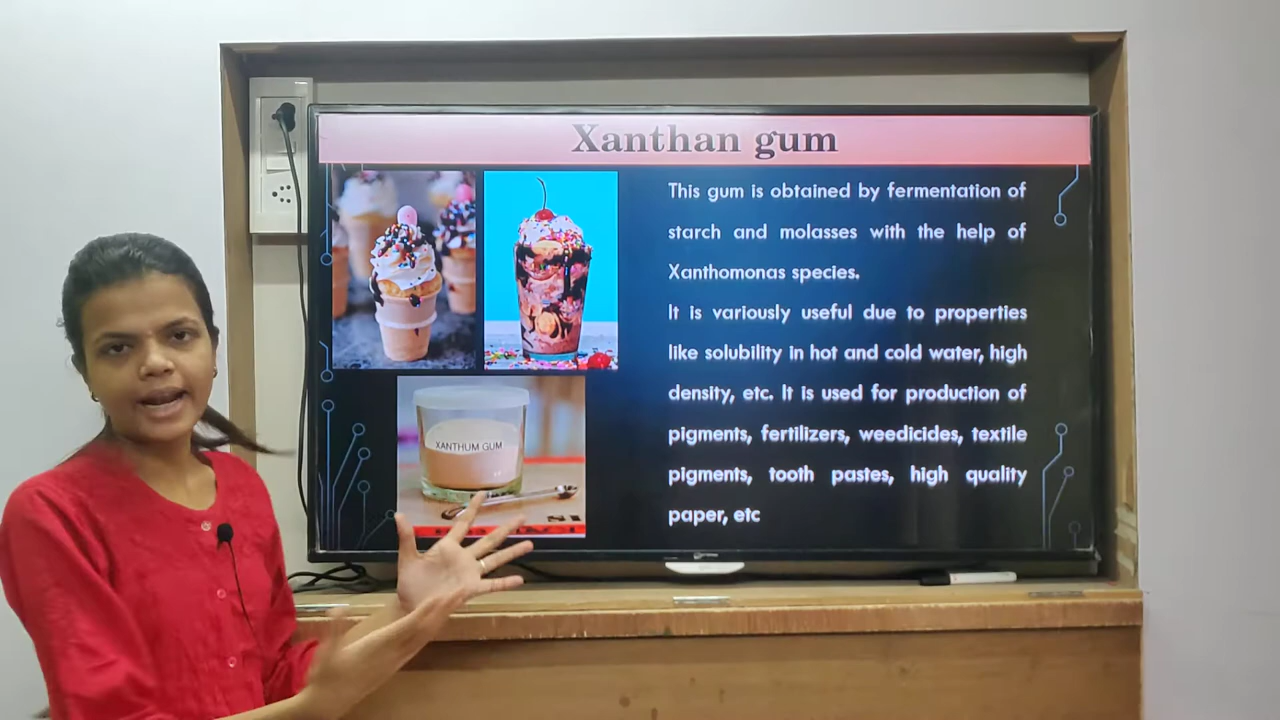 Xanthan gum
This gum is obtained by fermentation of
starch and molasses with the help of
Xanthomonas species.
It is variously useful due to properties
like solubility in hot and cold water, high
density, etc. It is used for production of
pigments, fertilizers, weedicides, textile
pigments, tooth pastes, high quality
paper, etc
XANTHUM GUM